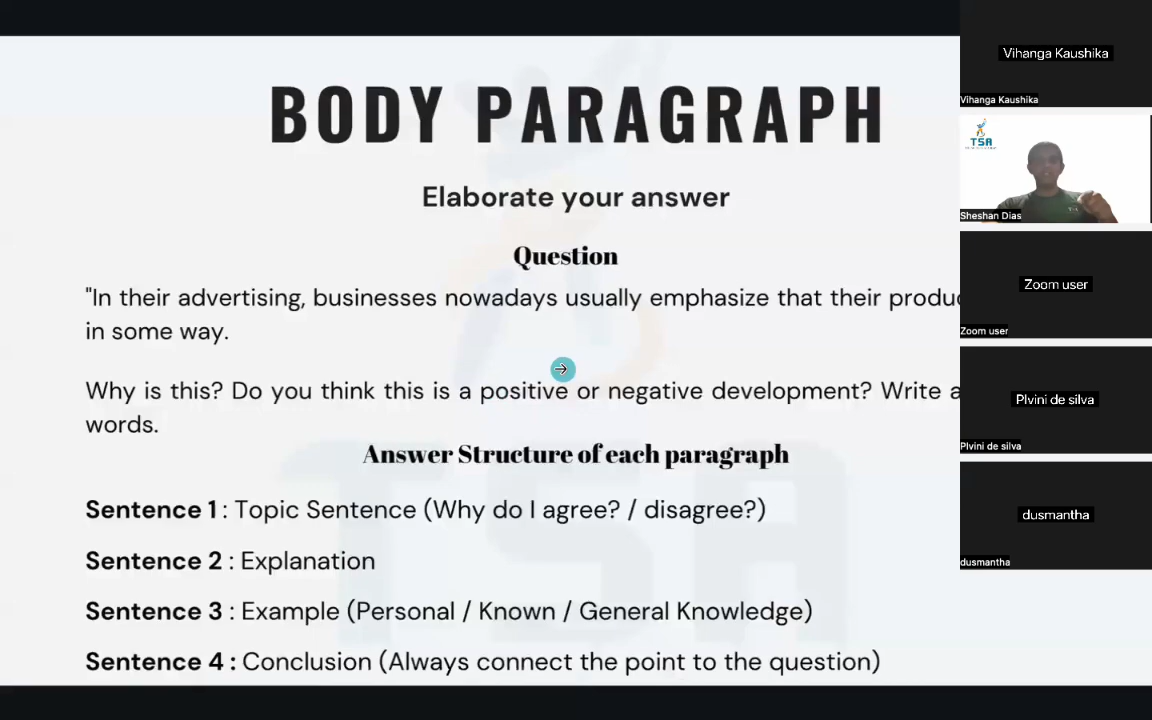 BODY PARAGRAPH
Elaborate your answer
Question
"In their advertising, businesses nowadays usually emphasize that their
in some way.
Why is this? Do you think this is a positive or negative development? Write
words.
Answer Structure of each paragraph
Sentence 1 : Topic Sentence (Why do I agree? / disagree?)
Sentence 2 : Explanation
Sentence 3 : Example (Personal / Known / General Knowledge)
Sentence 4 : Conclusion (Always connect the point to the question)
TSA
Vihanga Kaushika
Vihanga Kaushika
TSA
Sheshan Dias
Zoom user
Zoom user
Plvini de silva
Plvini de silva
dusmantha
dusmantha